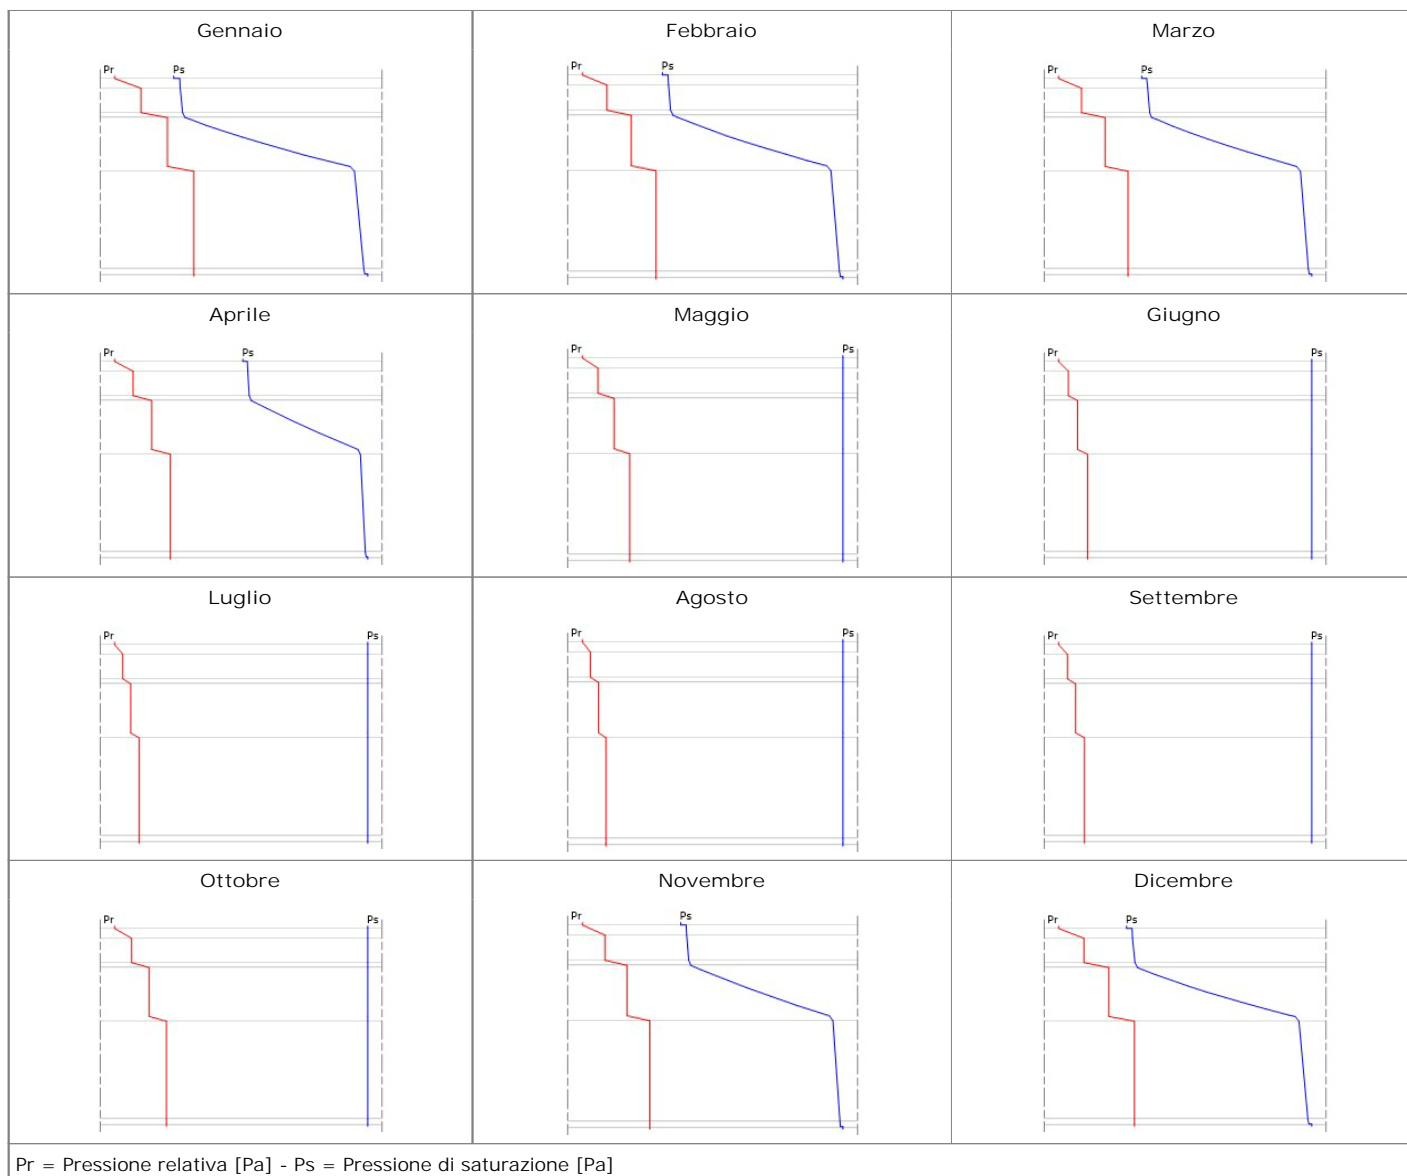 Gennaio
Febbraio
Marzo
Pr
Ps
Pr
Ps
Pr
Ps
Aprile
Maggio
Giugno
Pr
Ps
Pr
Ps
Pr
Ps
Luglio
Agosto
Settembre
Pr
Ps
Pr
Ps
Pr
Ps
Ottobre
Novembre
Dicembre
Pr
Ps
Pr
Ps
Pr
Ps
Pr = Pressione relativa [Pa] - Ps = Pressione di saturazione [Pa]